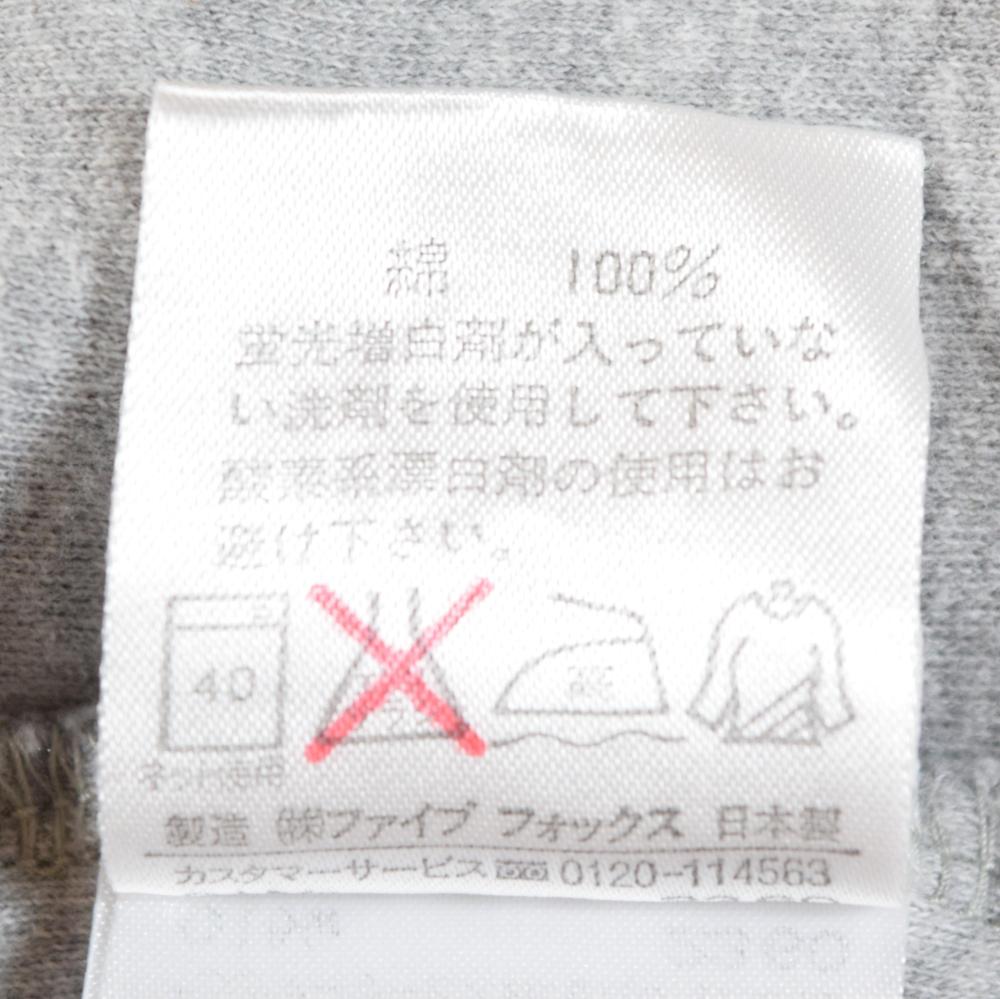 綿 100%
蛍光増白剤が入っていな
い洗剤を使用して下さい。
酸素系漂白剤の使用はお
避け下さい。
40
ネット使用
製造 ㈱ファイブ フォックス 日本製
カスタマーサービス 0120-114563